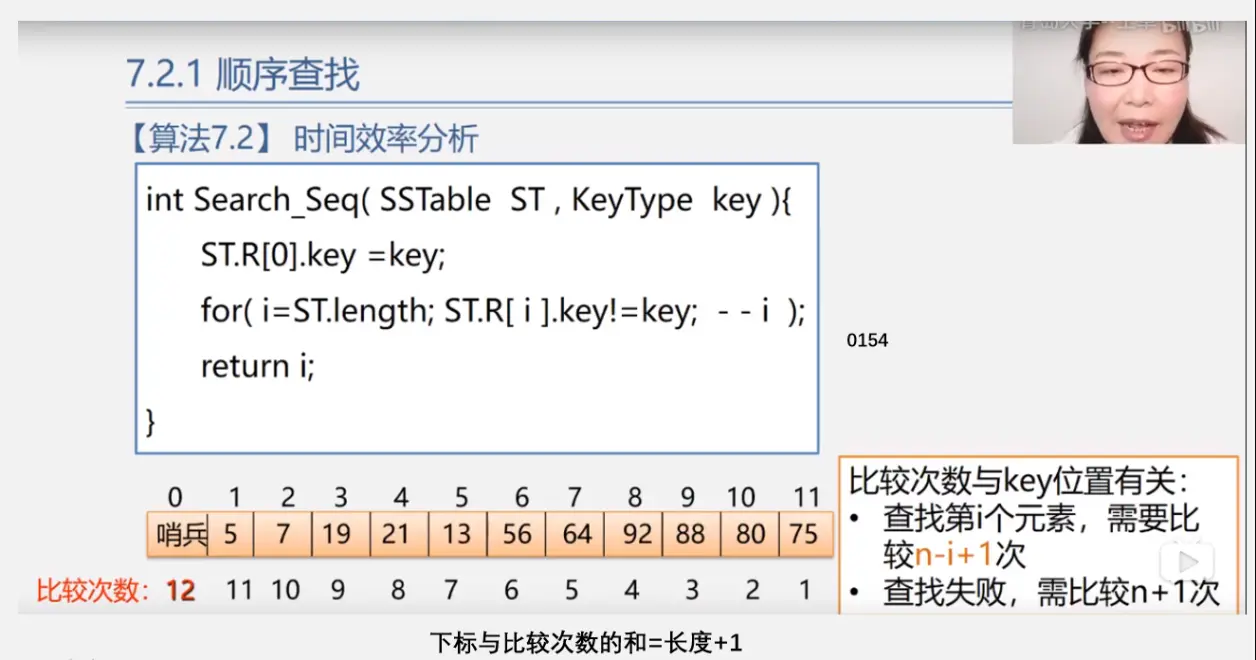 7.2.1 顺序查找
【算法7.2】 时间效率分析
int Search_Seq( SSTable ST , KeyType key ){
ST.R[0].key =key;
for( i=ST.length; ST.R[ i ].key!=key; - - i );
return i;
}
0154
0 1 2 3 4 5 6 7 8 9 10 11
哨兵 5 7 19 21 13 56 64 92 88 80 75
比较次数: 12 11 10 9 8 7 6 5 4 3 2 1
比较次数与key位置有关:
• 查找第i个元素，需要比
较n-i+1次
• 查找失败，需比较n+1次
下标与比较次数的和=长度+1